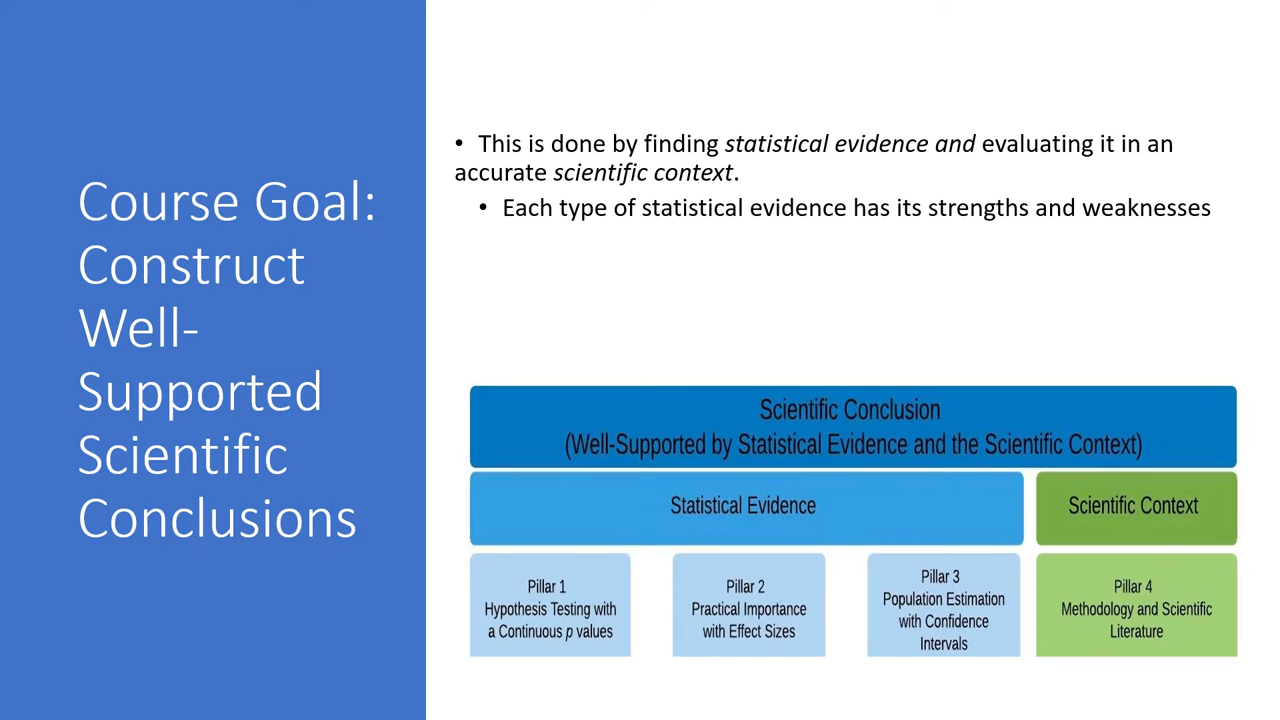 Course Goal:
Construct
Well-
Supported
Scientific
Conclusions
• This is done by finding statistical evidence and evaluating it in an
accurate scientific context.
• Each type of statistical evidence has its strengths and weaknesses
Scientific Conclusion
(Well-Supported by Statistical Evidence and the Scientific Context)
Statistical Evidence
Scientific Context
Pillar 1
Hypothesis Testing with
a Continuous p values
Pillar 2
Practical Importance
with Effect Sizes
Pillar 3
Population Estimation
with Confidence
Intervals
Pillar 4
Methodology and Scientific
Literature